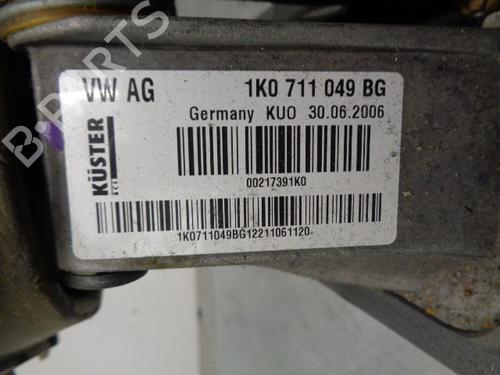 B-PARTS
VW AG 1K0 711 049 BG
Germany KUO 30.06.2006
KÜSTER
00217391K0
1K0711049BG12211061120